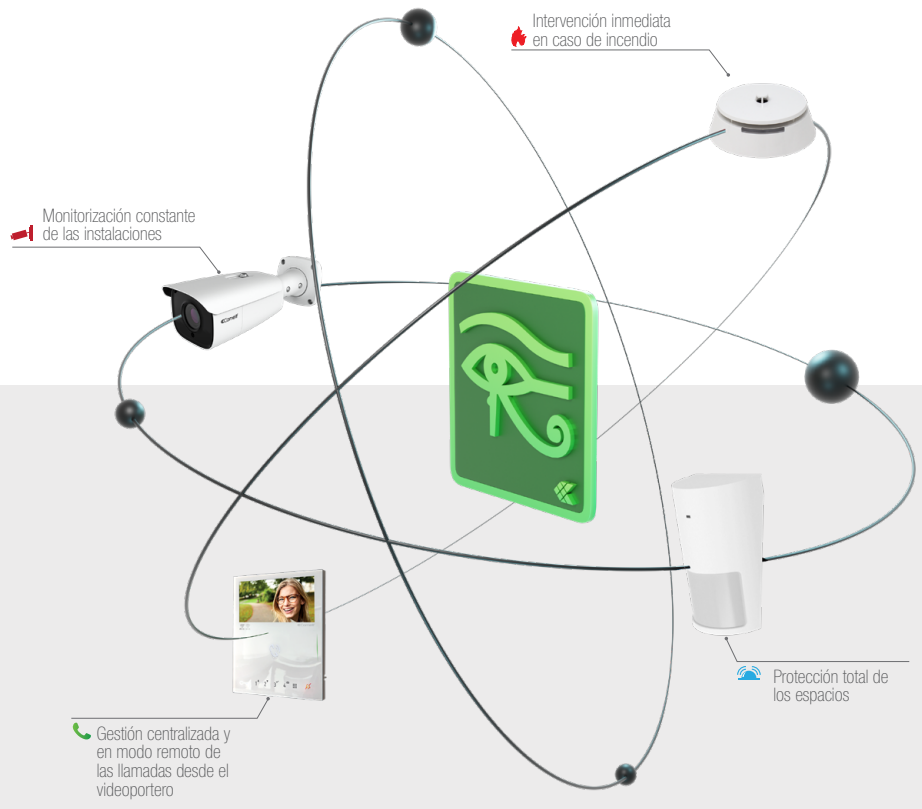 Intervención inmediata
en caso de incendio
Monitorización constante
de las instalaciones
Protección total de
los espacios
Gestión centralizada y
en modo remoto de
las llamadas desde el
videoportero